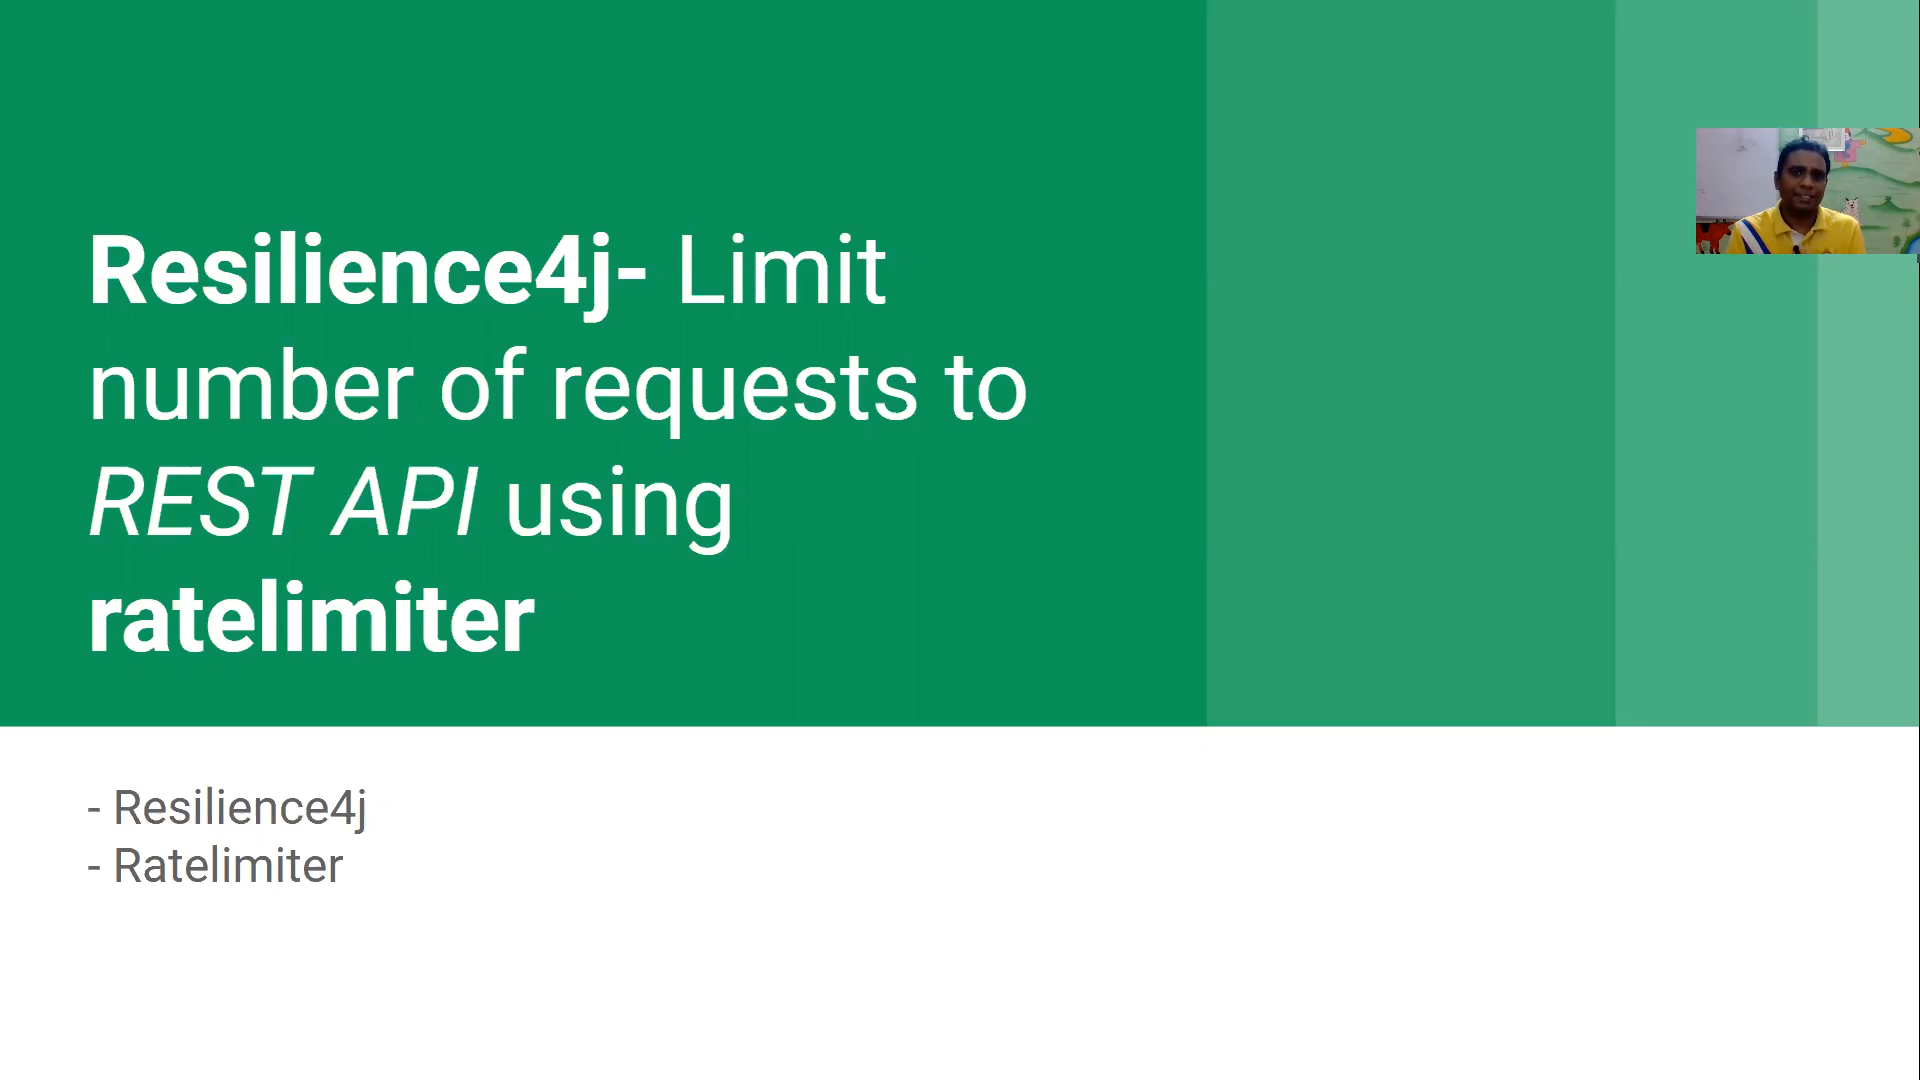 Resilience4j- Limit
number of requests to
REST API using
ratelimiter
- Resilience4j
- Ratelimiter